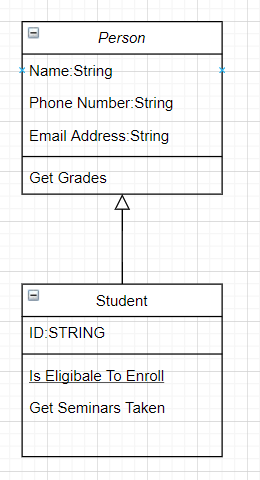 Person
Name:String
Phone Number:String
Email Address:String
Get Grades
Student
ID:STRING
Is Eligibale To Enroll
Get Seminars Taken